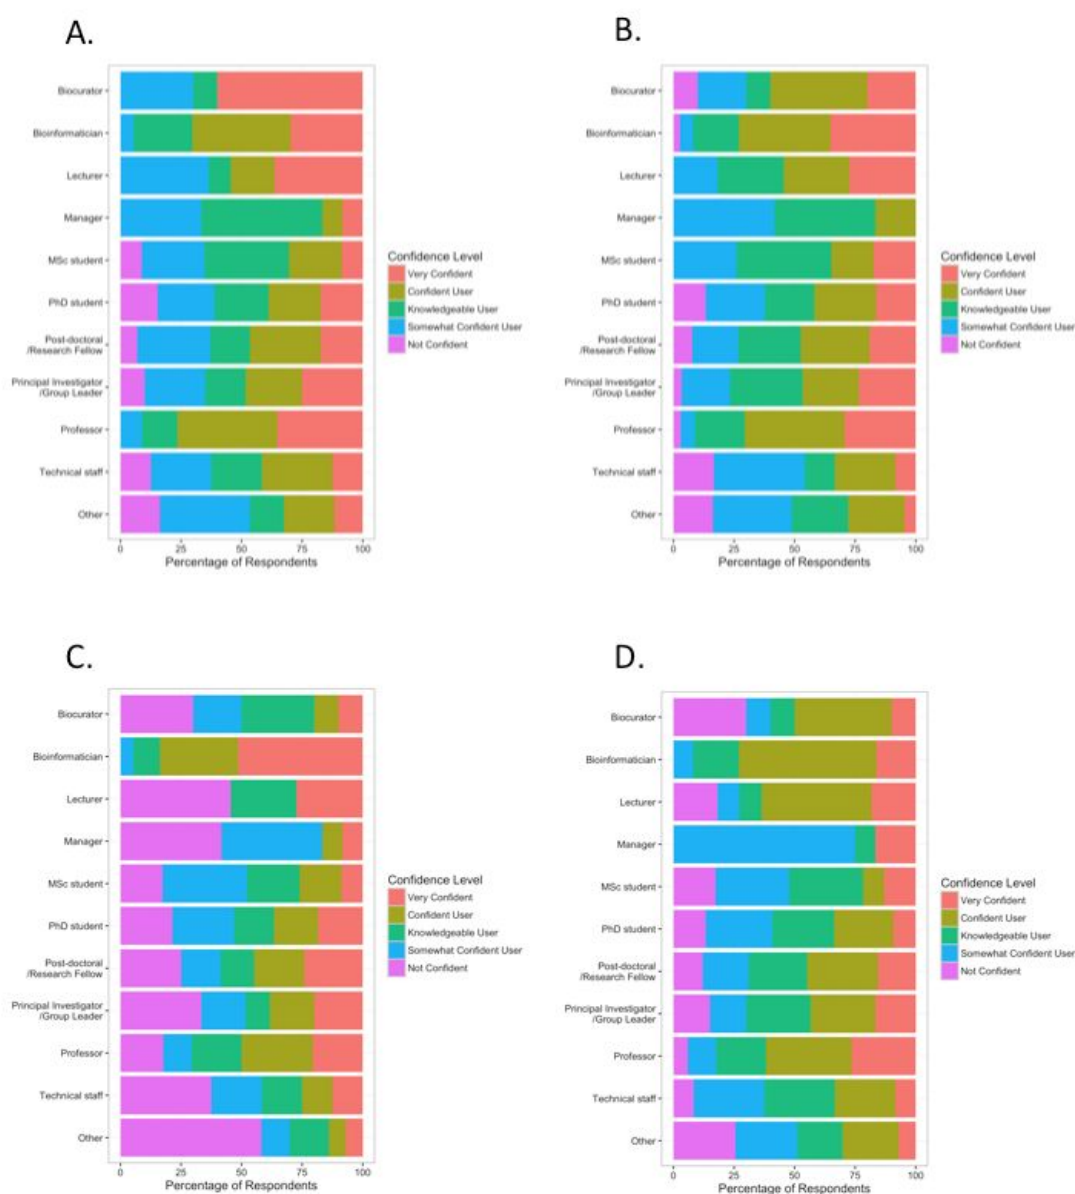 A.
Biocurator
Bioinformatician
Lecturer
Manager
MSc student
PhD student
Post-doctoral
/Research Fellow
Principal Investigator
/Group Leader
Professor
Technical staff
Other
0 25 50 75 100
Percentage of Respondents
Confidence Level
Very Confident
Confident User
Knowledgeable User
Somewhat Confident User
Not Confident
B.
Biocurator
Bioinformatician
Lecturer
Manager
MSc student
PhD student
Post-doctoral
/Research Fellow
Principal Investigator
/Group Leader
Professor
Technical staff
Other
0 25 50 75 100
Percentage of Respondents
Confidence Level
Very Confident
Confident User
Knowledgeable User
Somewhat Confident User
Not Confident
C.
Biocurator
Bioinformatician
Lecturer
Manager
MSc student
PhD student
Post-doctoral
/Research Fellow
Principal Investigator
/Group Leader
Professor
Technical staff
Other
0 25 50 75 100
Percentage of Respondents
Confidence Level
Very Confident
Confident User
Knowledgeable User
Somewhat Confident User
Not Confident
D.
Biocurator
Bioinformatician
Lecturer
Manager
MSc student
PhD student
Post-doctoral
/Research Fellow
Principal Investigator
/Group Leader
Professor
Technical staff
Other
0 25 50 75 100
Percentage of Respondents
Confidence Level
Very Confident
Confident User
Knowledgeable User
Somewhat Confident User
Not Confident